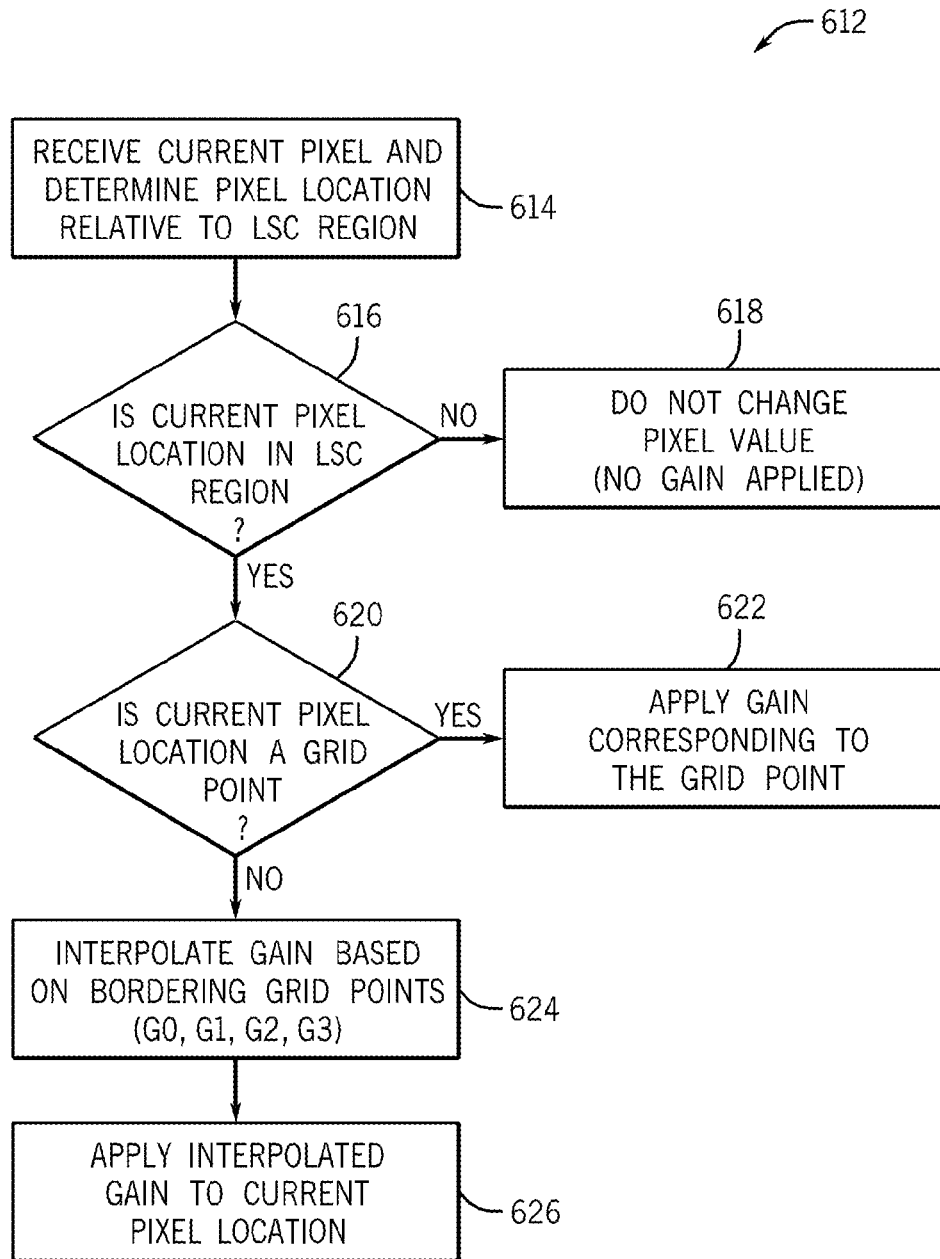 612
RECEIVE CURRENT PIXEL AND
DETERMINE PIXEL LOCATION
RELATIVE TO LSC REGION
614
616
IS CURRENT PIXEL
LOCATION IN LSC
REGION
?
NO
618
DO NOT CHANGE
PIXEL VALUE
(NO GAIN APPLIED)
YES
620
IS CURRENT PIXEL
LOCATION A GRID
POINT
?
YES
622
APPLY GAIN
CORRESPONDING TO
THE GRID POINT
NO
INTERPOLATE GAIN BASED
ON BORDERING GRID POINTS
(G0, G1, G2, G3)
624
APPLY INTERPOLATED
GAIN TO CURRENT
PIXEL LOCATION
626